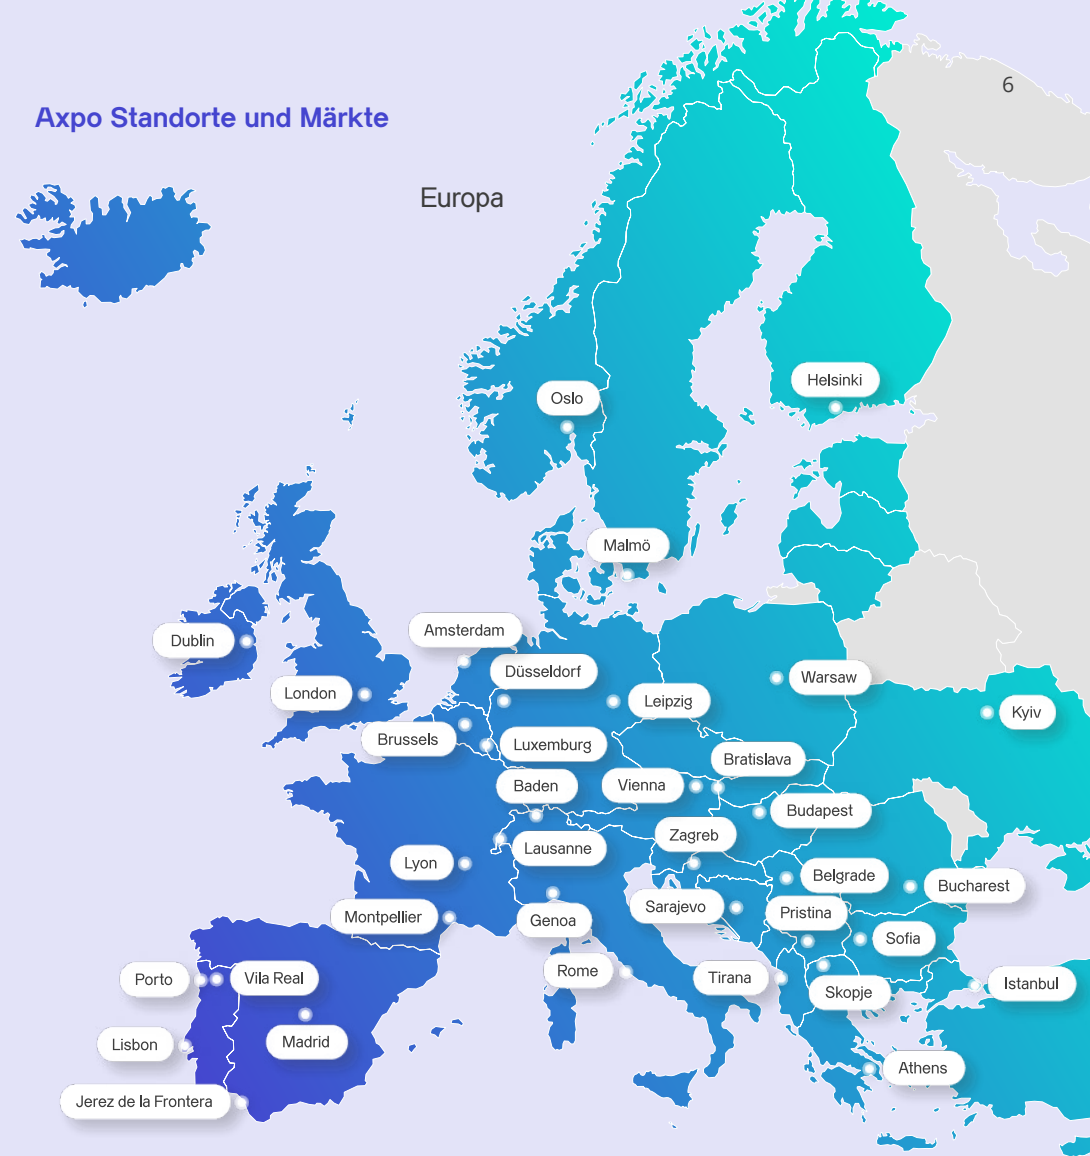 6
Axpo Standorte und Märkte
Europa
Helsinki
Oslo
Malmö
Amsterdam
Dublin
Düsseldorf
Warsaw
London
Leipzig
Kyiv
Brussels
Luxemburg
Bratislava
Baden
Vienna
Budapest
Zagreb
Lausanne
Lyon
Belgrade
Bucharest
Sarajevo
Pristina
Montpellier
Genoa
Sofia
Rome
Tirana
Porto
Vila Real
Istanbul
Skopje
Madrid
Lisbon
Athens
Jerez de la Frontera